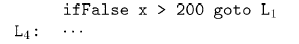 ifFalse x > 200 goto L₁
L₄: ···